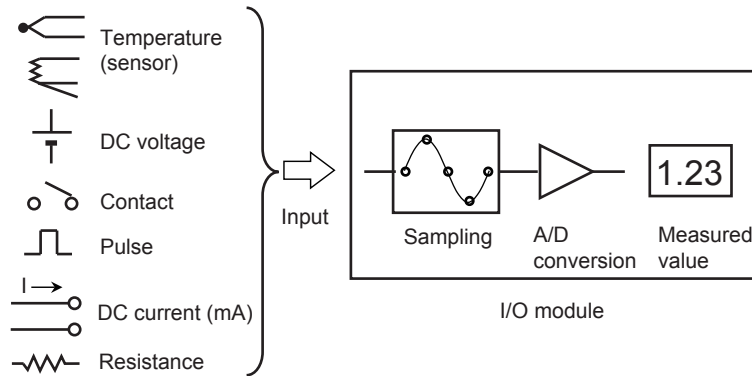 Temperature
(sensor)
DC voltage
Contact
Pulse
I
DC current (mA)
Resistance
Input
Sampling
A/D
conversion
1.23
Measured
value
I/O module